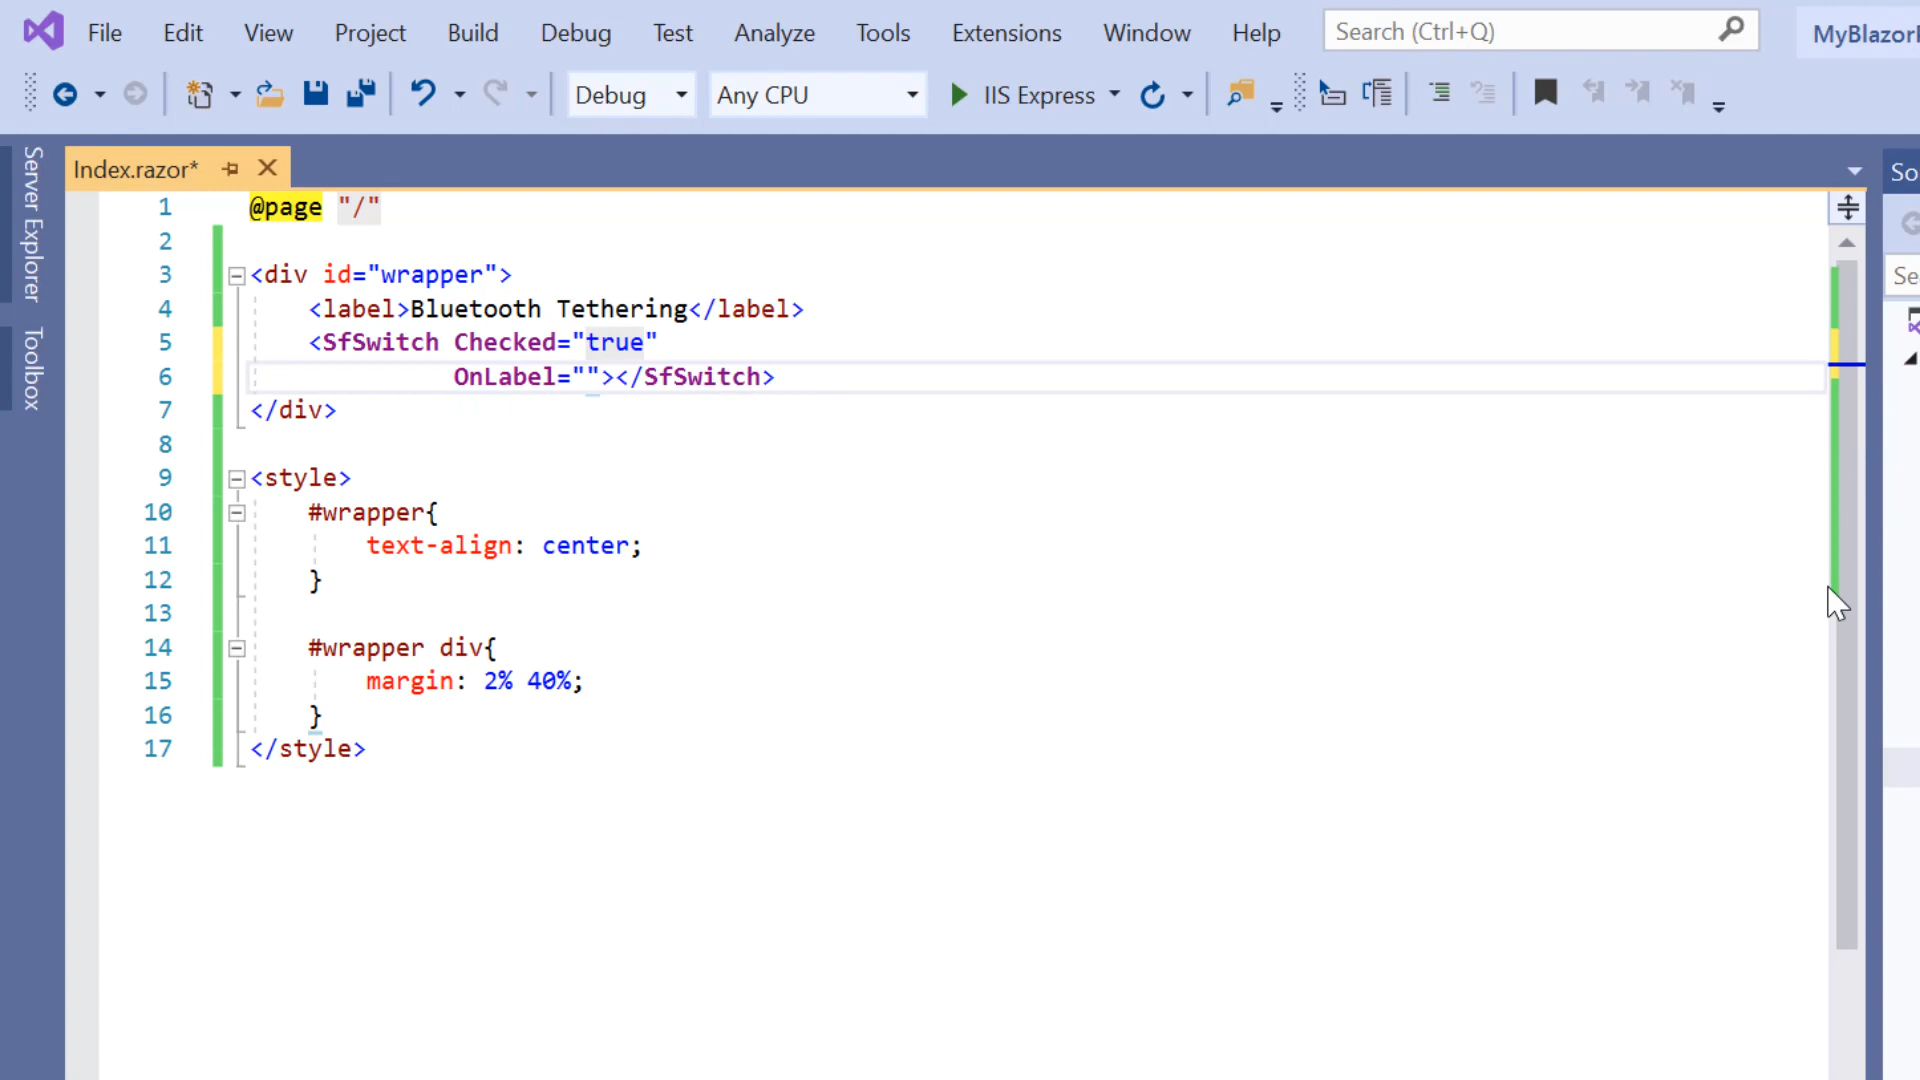 File Edit View Project Build Debug Test Analyze Tools Extensions Window Help Search (Ctrl+Q)
Debug Any CPU IIS Express
Server Explorer
Toolbox
Index.razor*
So
Se
1 @page "/"
2
3 <div id="wrapper">
4 <label>Bluetooth Tethering</label>
5 <SfSwitch Checked="true"
6 OnLabel=""></SfSwitch>
7 </div>
8
9 <style>
10 #wrapper{
11 text-align: center;
12 }
13
14 #wrapper div{
15 margin: 2% 40%;
16 }
17 </style>